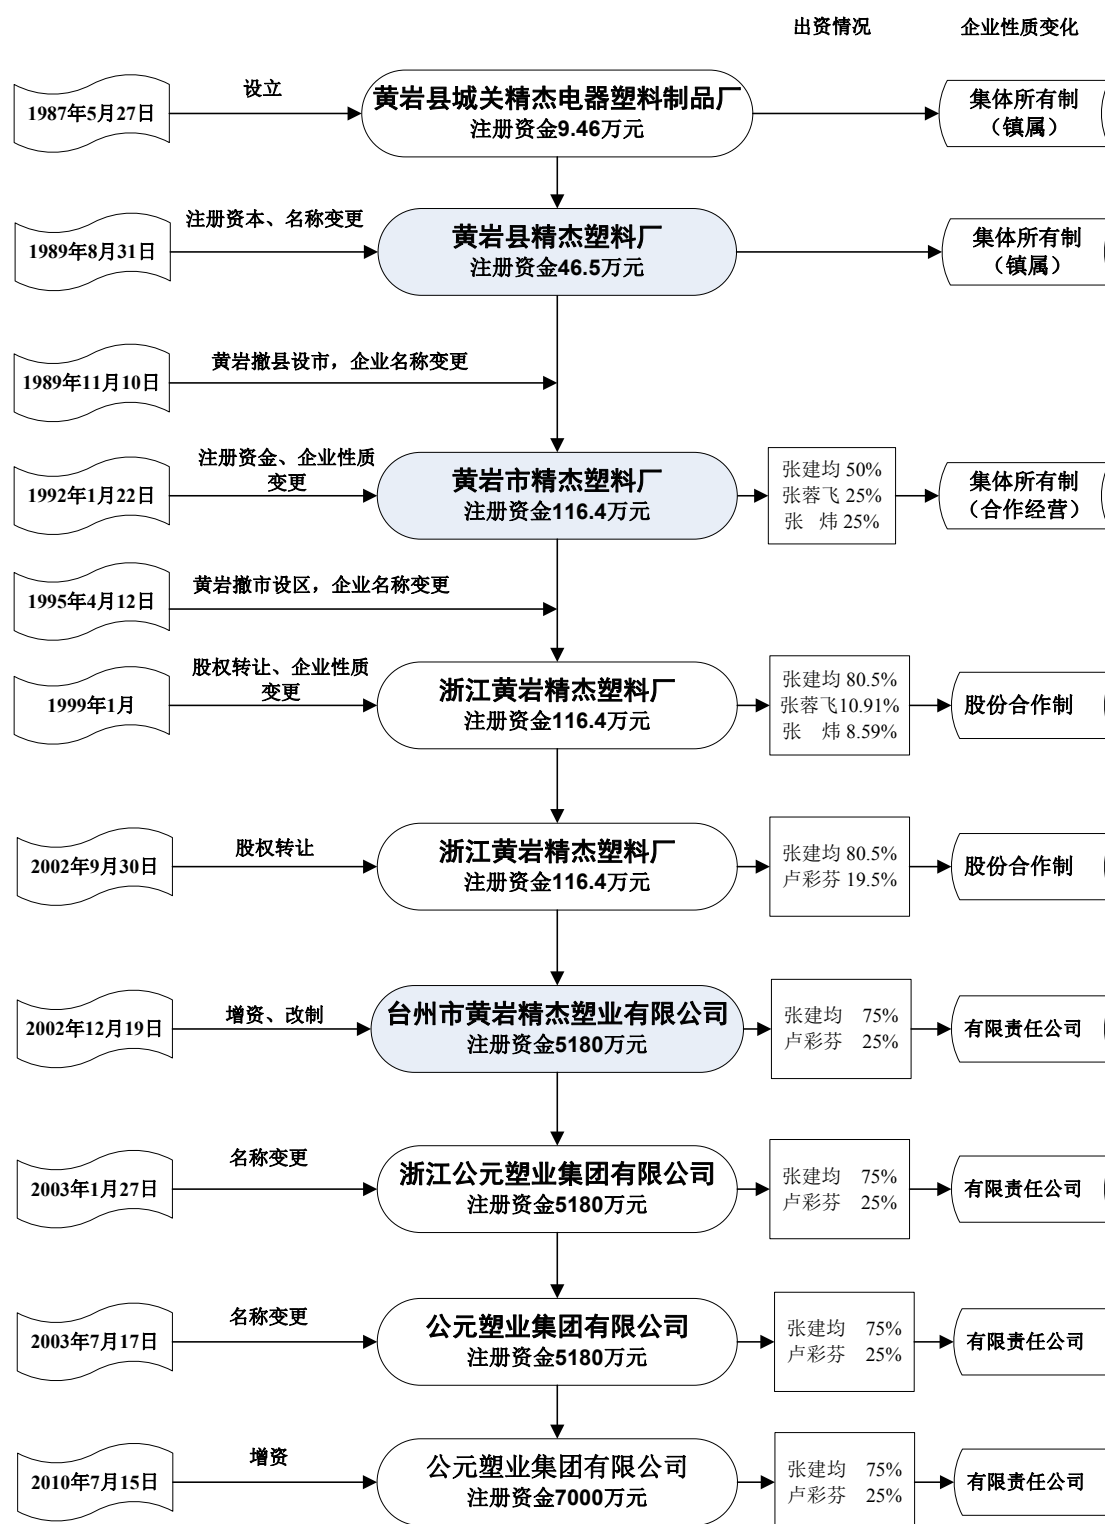 出资情况
企业性质变化
1987年5月27日
设立
黄岩县城关精杰电器塑料制品厂
注册资金9.46万元
集体所有制
（镇属）
1989年8月31日
注册资本、名称变更
黄岩县精杰塑料厂
注册资金46.5万元
集体所有制
（镇属）
1989年11月10日
黄岩撤县设市，企业名称变更
1992年1月22日
注册资金、企业性质
变更
黄岩市精杰塑料厂
注册资金116.4万元
张建均 50%
张蓉飞 25%
张 炜 25%
集体所有制
（合作经营）
1995年4月12日
黄岩撤市设区，企业名称变更
1999年1月
股权转让、企业性质
变更
浙江黄岩精杰塑料厂
注册资金116.4万元
张建均 80.5%
张蓉飞10.91%
张 炜 8.59%
股份合作制
2002年9月30日
股权转让
浙江黄岩精杰塑料厂
注册资金116.4万元
张建均 80.5%
卢彩芬 19.5%
股份合作制
2002年12月19日
增资、改制
台州市黄岩精杰塑业有限公司
注册资金5180万元
张建均 75%
卢彩芬 25%
有限责任公司
2003年1月27日
名称变更
浙江公元塑业集团有限公司
注册资金5180万元
张建均 75%
卢彩芬 25%
有限责任公司
2003年7月17日
名称变更
公元塑业集团有限公司
注册资金5180万元
张建均 75%
卢彩芬 25%
有限责任公司
2010年7月15日
增资
公元塑业集团有限公司
注册资金7000万元
张建均 75%
卢彩芬 25%
有限责任公司